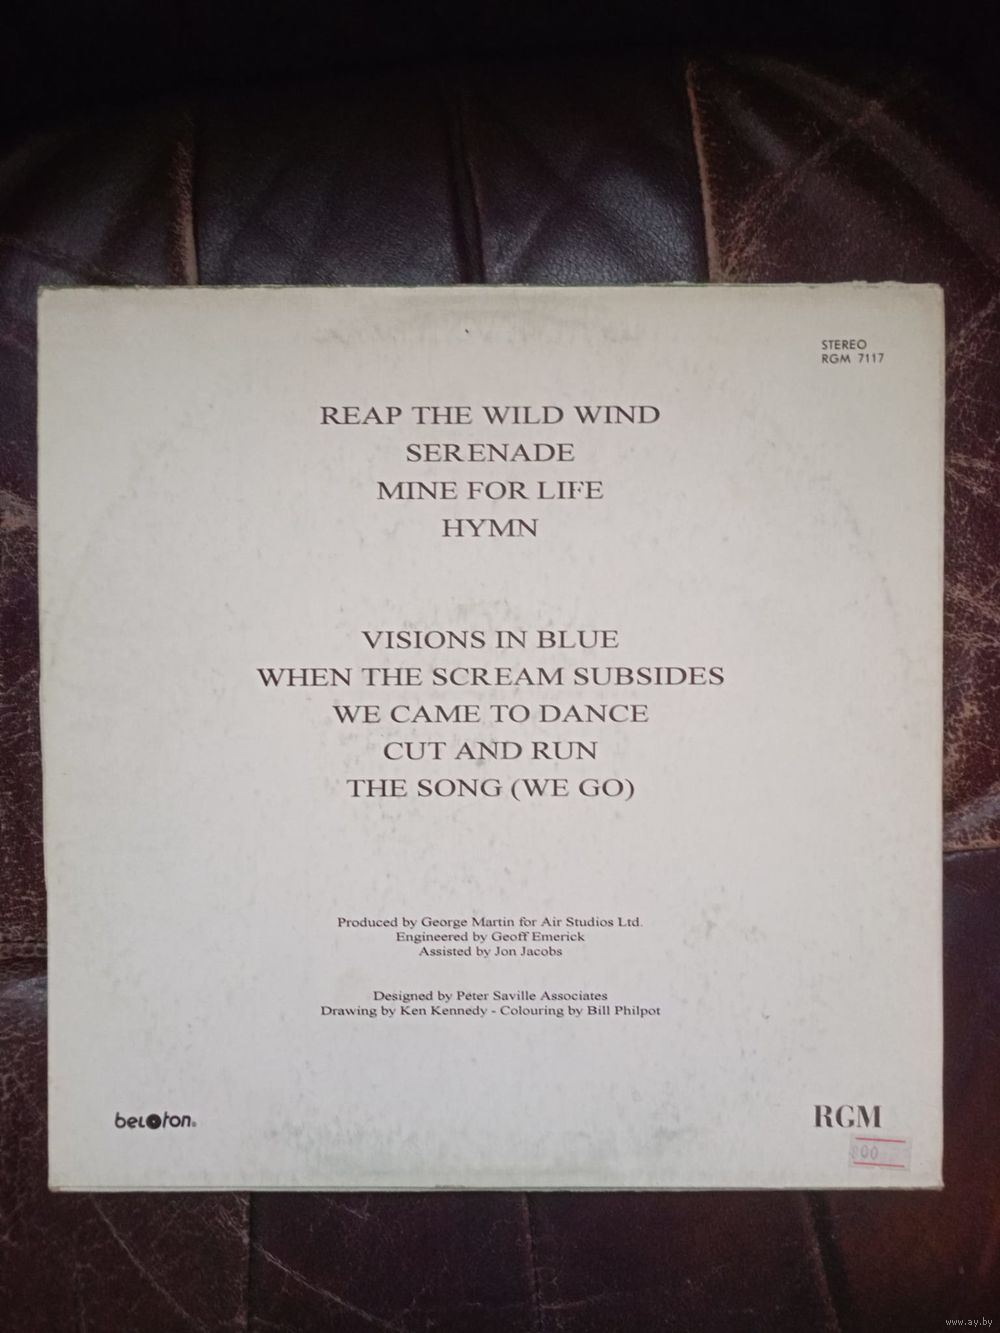 STEREO
RGM 7117
REAP THE WILD WIND
SERENADE
MINE FOR LIFE
HYMN
VISIONS IN BLUE
WHEN THE SCREAM SUBSIDES
WE CAME TO DANCE
CUT AND RUN
THE SONG (WE GO)
Produced by George Martin for Air Studios Ltd.
Engineered by Geoff Emerick
Assisted by Jon Jacobs
Designed by Peter Saville Associates
Drawing by Ken Kennedy - Colouring by Bill Philpot
beloton®
RGM
www.ay.by